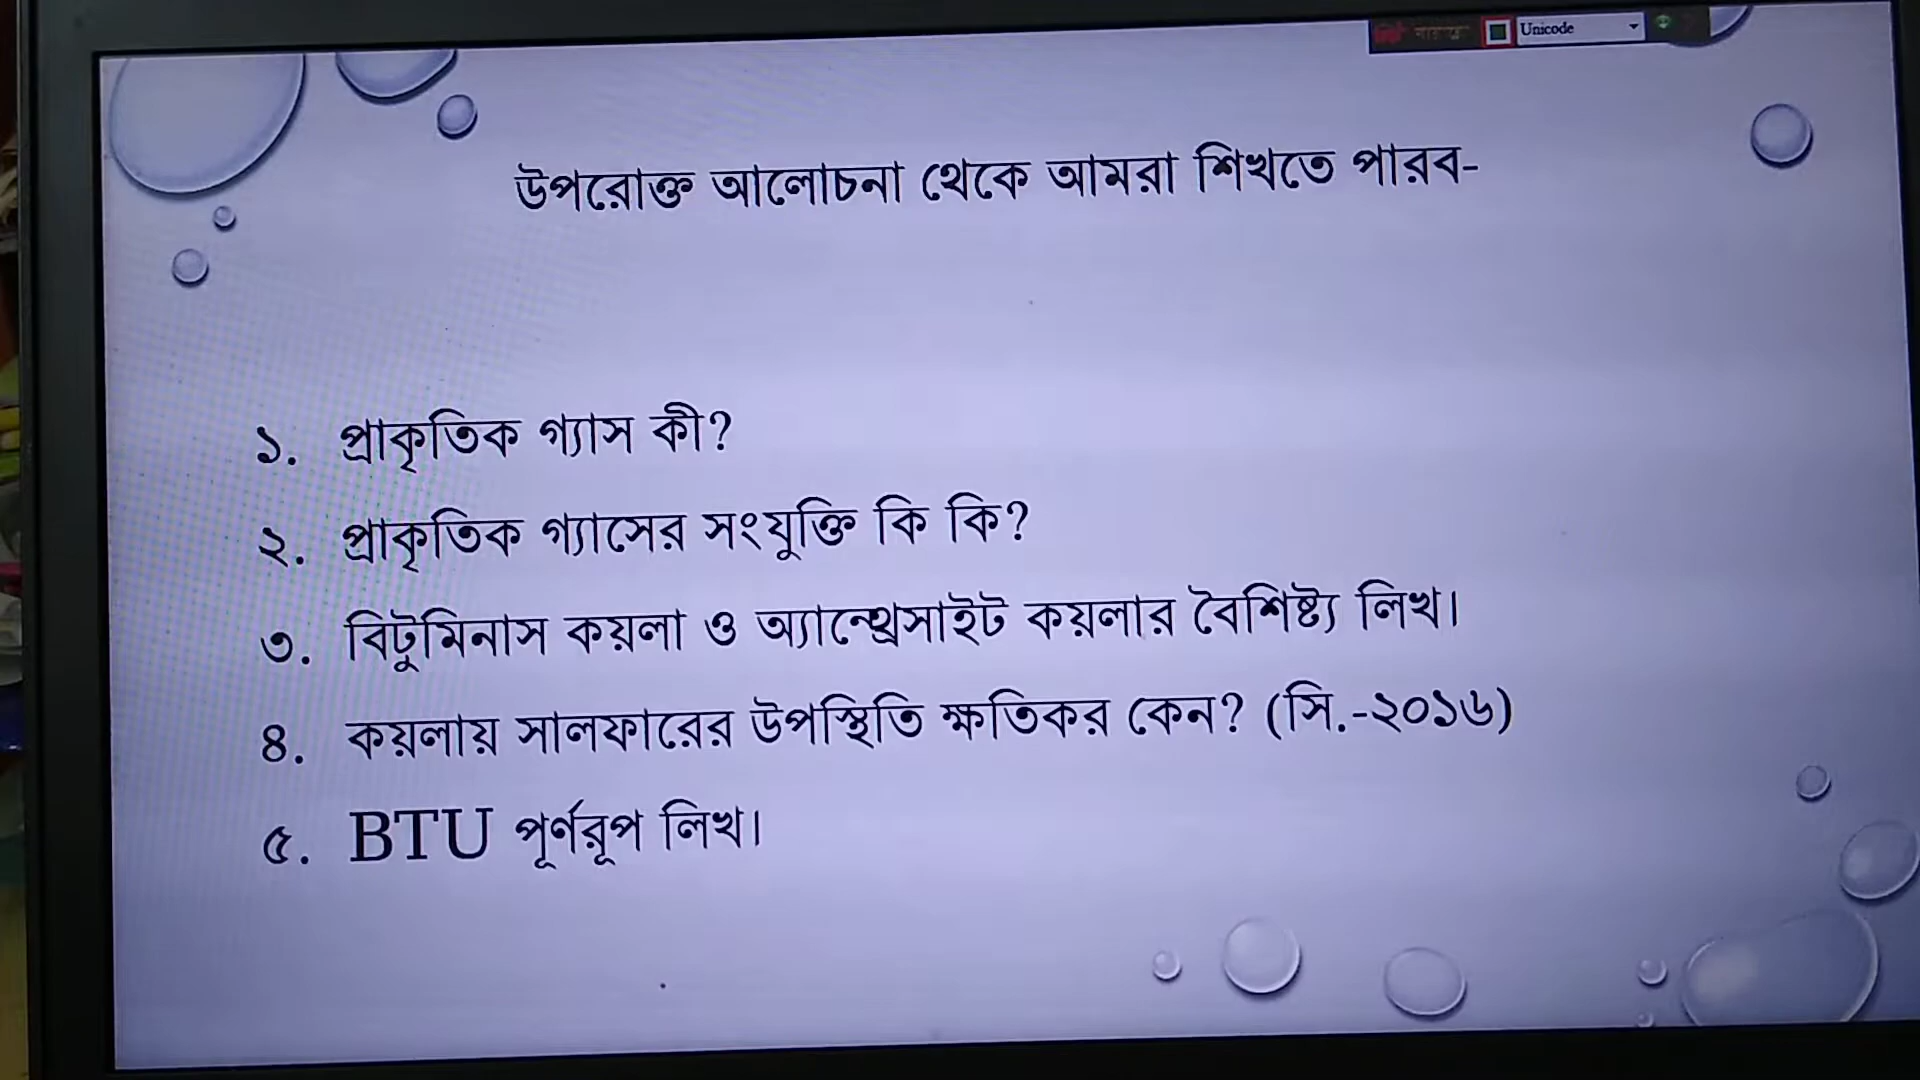 Unicode
উপরোক্ত আলোচনা থেকে আমরা শিখতে পারব-
১. প্রাকৃতিক গ্যাস কী?
২. প্রাকৃতিক গ্যাসের সংযুক্তি কি কি?
৩. বিটুমিনাস কয়লা ও অ্যানথ্রেসাইট কয়লার বৈশিষ্ট্য লিখ।
৪. কয়লায় সালফারের উপস্থিতি ক্ষতিকর কেন? (সি.-২০১৬)
৫. BTU পূর্ণরূপ লিখ।